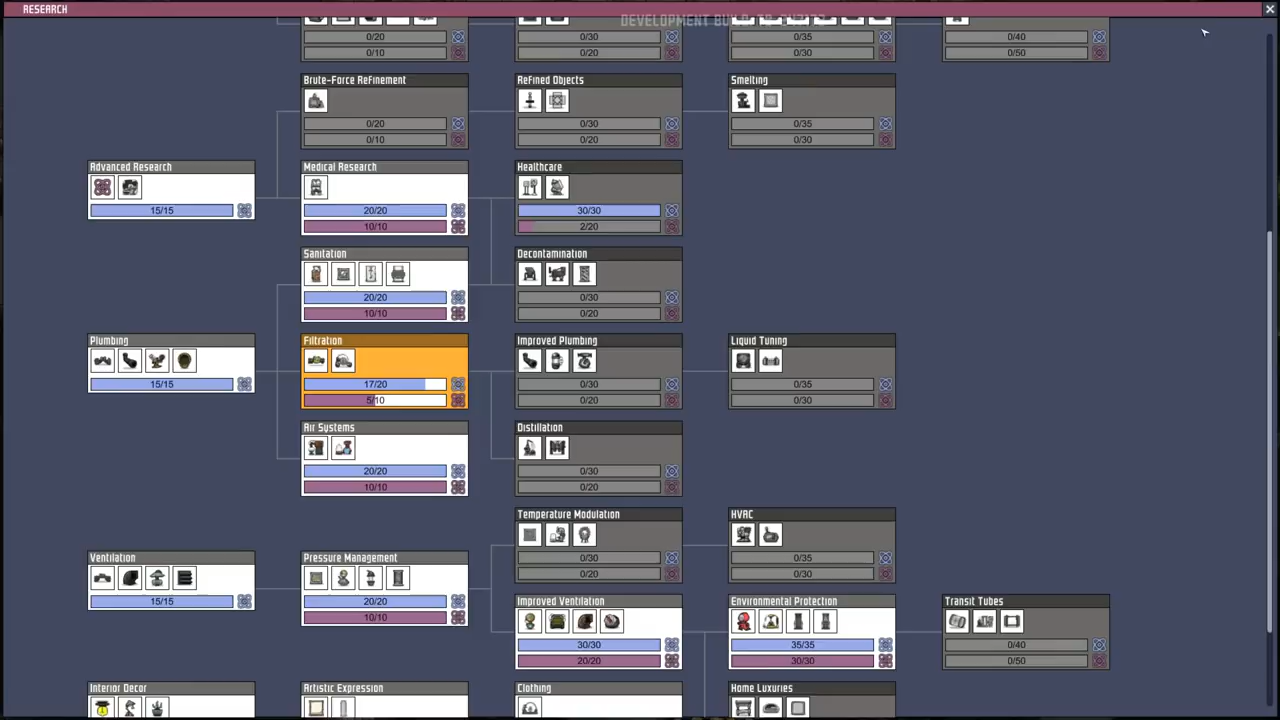 RESEARCH
DEVELOPMENT BUILD
0/20
0/30
0/35
0/40
0/10
0/20
0/30
0/50
Brute-Force Refinement
Refined Objects
Smelting
0/20
0/30
0/35
0/10
0/20
0/30
Advanced Research
Medical Research
Healthcare
15/15
20/20
30/30
10/10
2/20
Sanitation
Decontamination
20/20
0/30
10/10
0/20
Plumbing
Filtration
Improved Plumbing
Liquid Tuning
15/15
17/20
0/30
0/35
5/10
0/20
0/30
Air Systems
Distillation
20/20
0/30
10/10
0/20
Temperature Modulation
HVAC
0/30
0/35
0/20
0/30
Ventilation
Pressure Management
15/15
20/20
10/10
Improved Ventilation
Environmental Protection
Transit Tubes
30/30
35/35
0/40
20/20
30/30
0/50
Interior Decor
Artistic Expression
Clothing
Home Luxuries